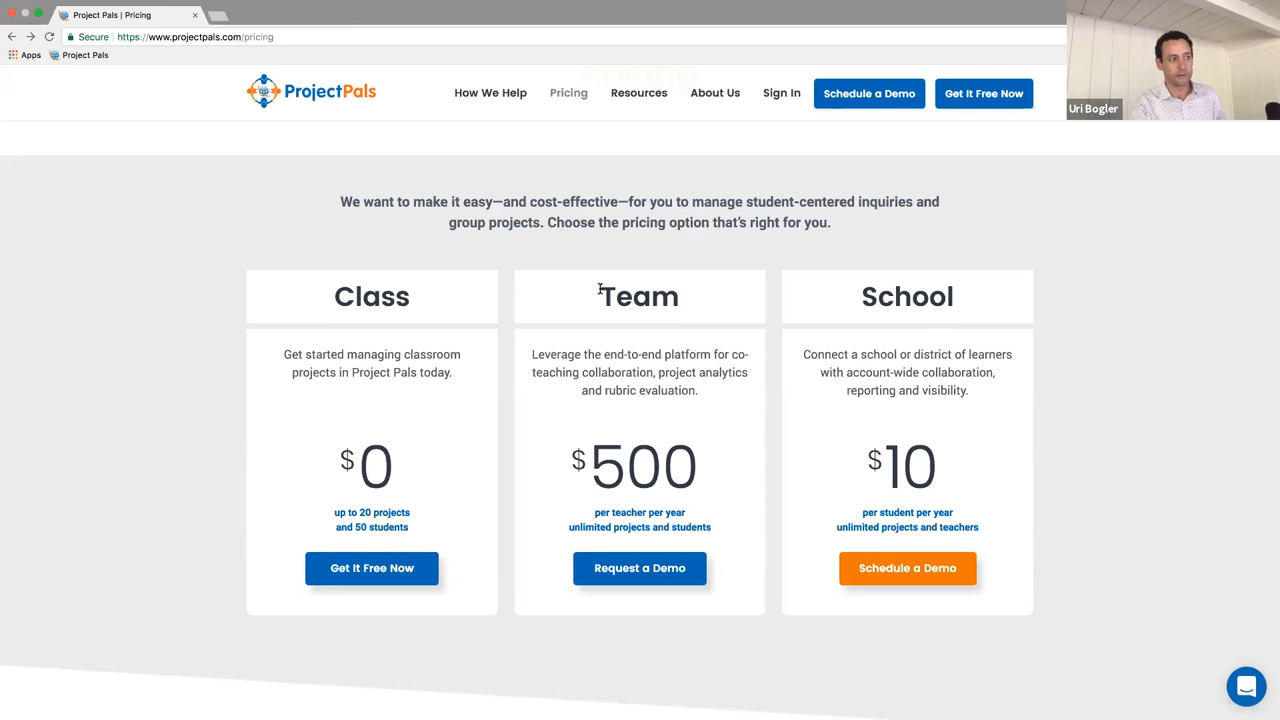 Project Pals | Pricing
Secure https://www.projectpals.com/pricing
Apps Project Pals
ProjectPals
How We Help Pricing Resources About Us Sign In Schedule a Demo Get It Free Now
Uri Bogler
We want to make it easy—and cost-effective—for you to manage student-centered inquiries and
group projects. Choose the pricing option that's right for you.
Class
Get started managing classroom
projects in Project Pals today.
$0
up to 20 projects
and 50 students
Get It Free Now
Team
Leverage the end-to-end platform for co-
teaching collaboration, project analytics
and rubric evaluation.
$500
per teacher per year
unlimited projects and students
Request a Demo
School
Connect a school or district of learners
with account-wide collaboration,
reporting and visibility.
$10
per student per year
unlimited projects and teachers
Schedule a Demo